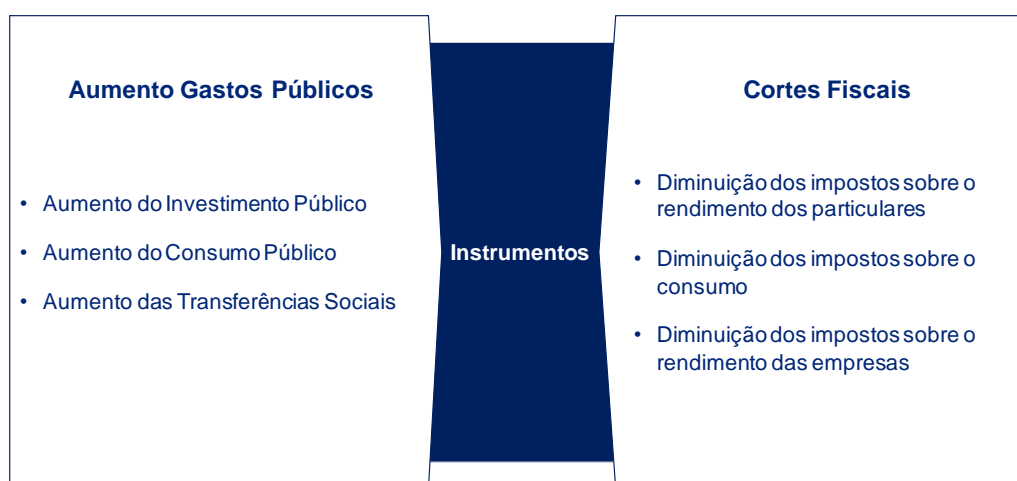 Aumento Gastos Públicos
• Aumento do Investimento Público
• Aumento do Consumo Público
• Aumento das Transferências Sociais
Instrumentos
Cortes Fiscais
• Diminuição dos impostos sobre o
rendimento dos particulares
• Diminuição dos impostos sobre o
consumo
• Diminuição dos impostos sobre o
rendimento das empresas